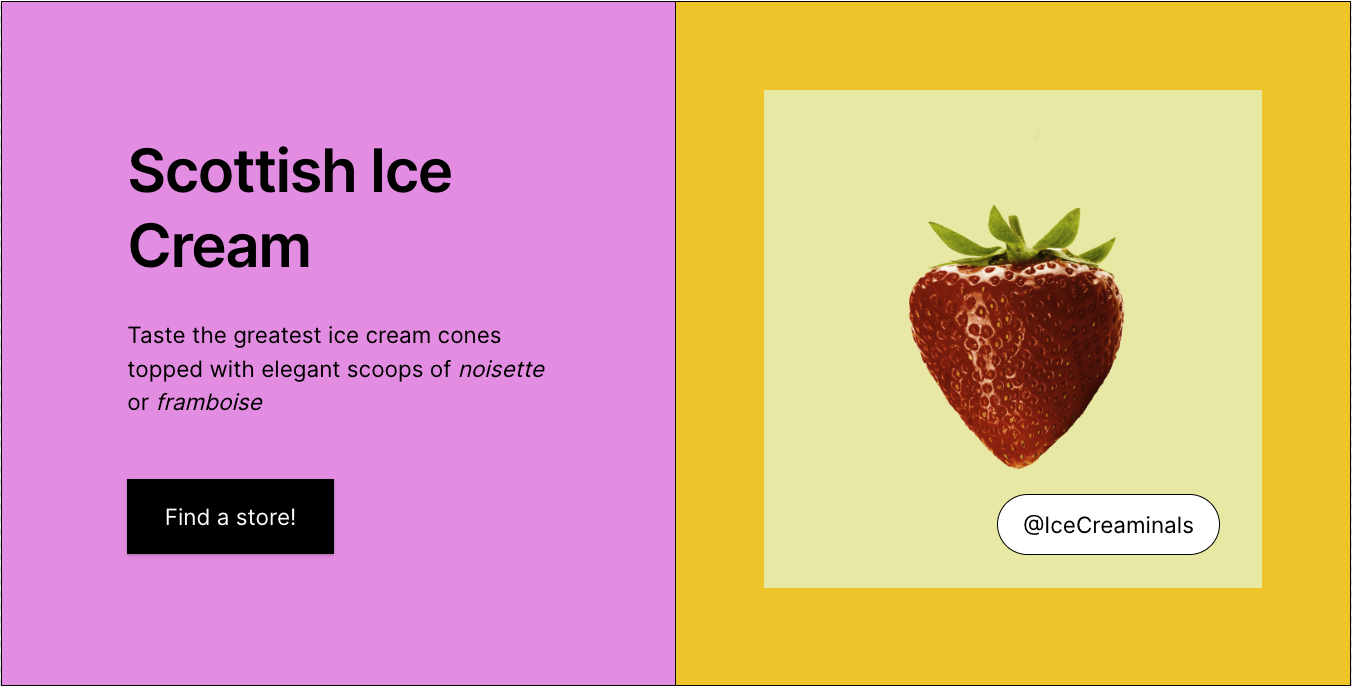 Scottish Ice
Cream
Taste the greatest ice cream cones
topped with elegant scoops of noisette
or framboise
Find a store!
@IceCreaminals